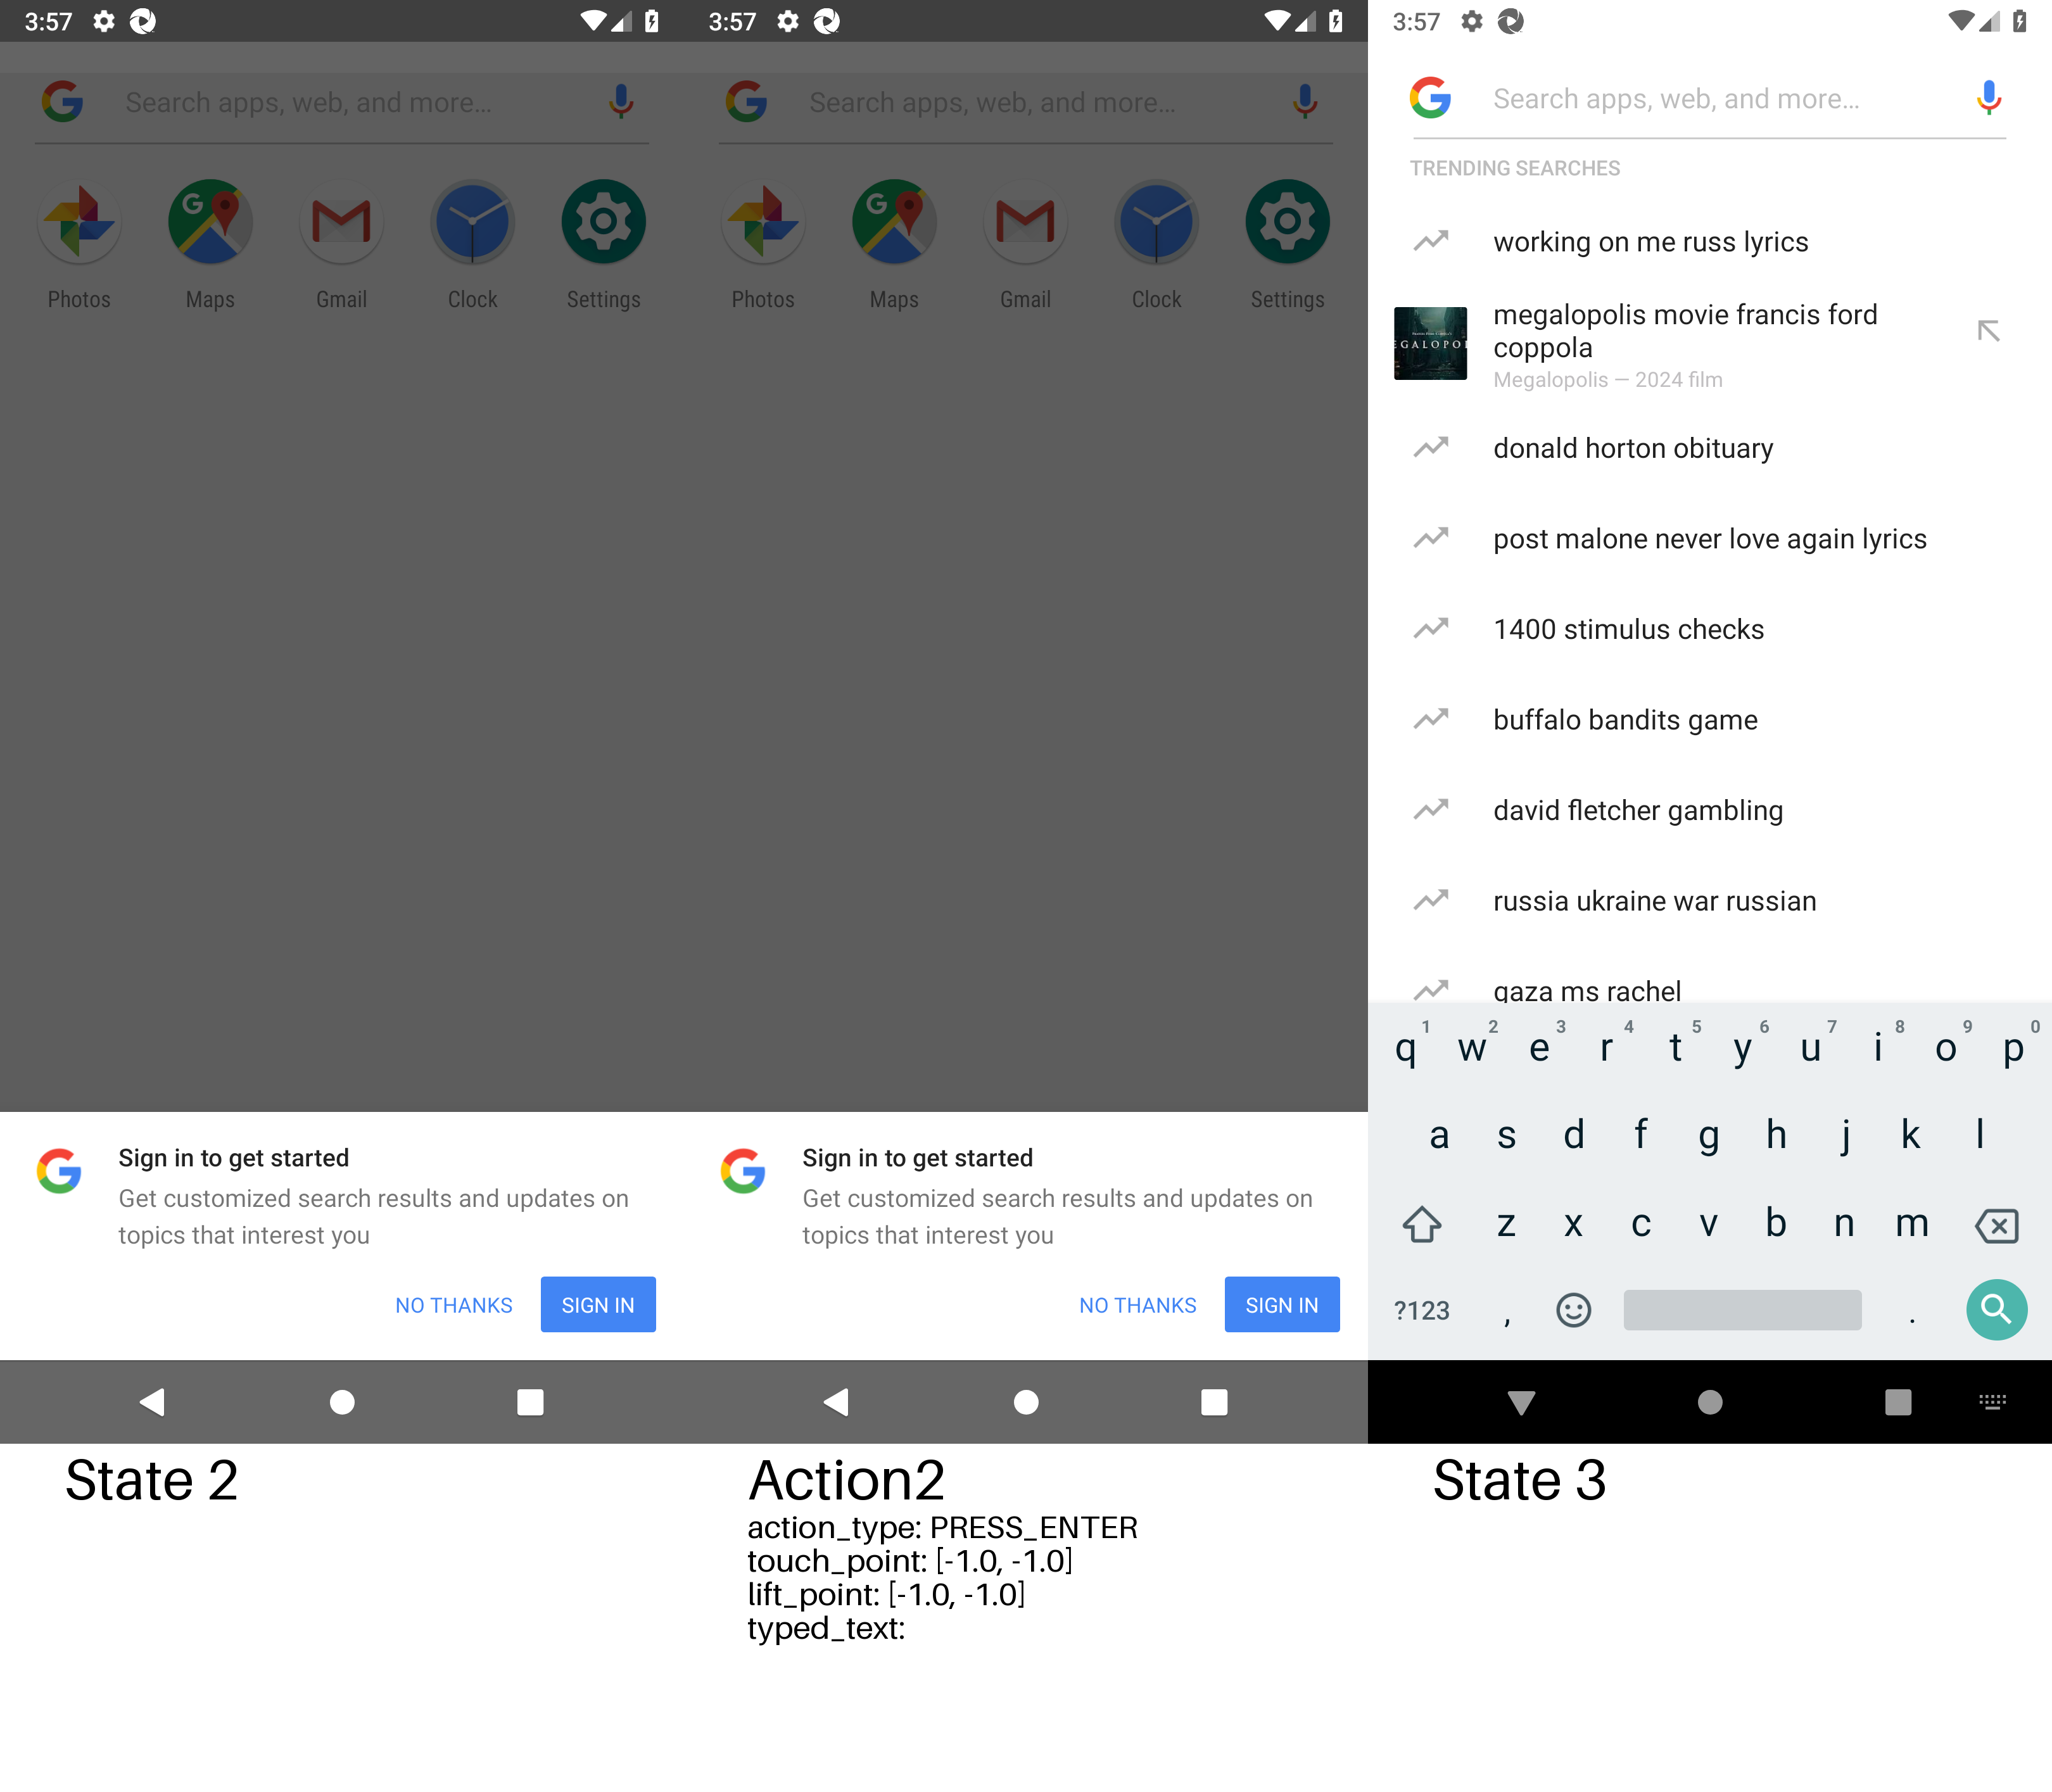 3:57
Search apps, web, and more...
Photos
Maps
Gmail
Clock
Settings
Sign in to get started
Get customized search results and updates on
topics that interest you
NO THANKS
SIGN IN
State 2
3:57
Search apps, web, and more...
Photos
Maps
Gmail
Clock
Settings
Sign in to get started
Get customized search results and updates on
topics that interest you
NO THANKS
SIGN IN
Action2
action_type: PRESS_ENTER
touch_point: [-1.0, -1.0]
lift_point: [-1.0, -1.0]
typed_text:
3:57
Search apps, web, and more...
TRENDING SEARCHES
working on me russ lyrics
megalopolis movie francis ford
coppola
Megalopolis — 2024 film
EGALOPO
donald horton obituary
post malone never love again lyrics
1400 stimulus checks
buffalo bandits game
david fletcher gambling
russia ukraine war russian
gaza ms rachel
1 2 3 4 5 6 7 8 9 0
q w e r t y u i o p
a s d f g h j k l
z x c v b n m
?123 , .
State 3